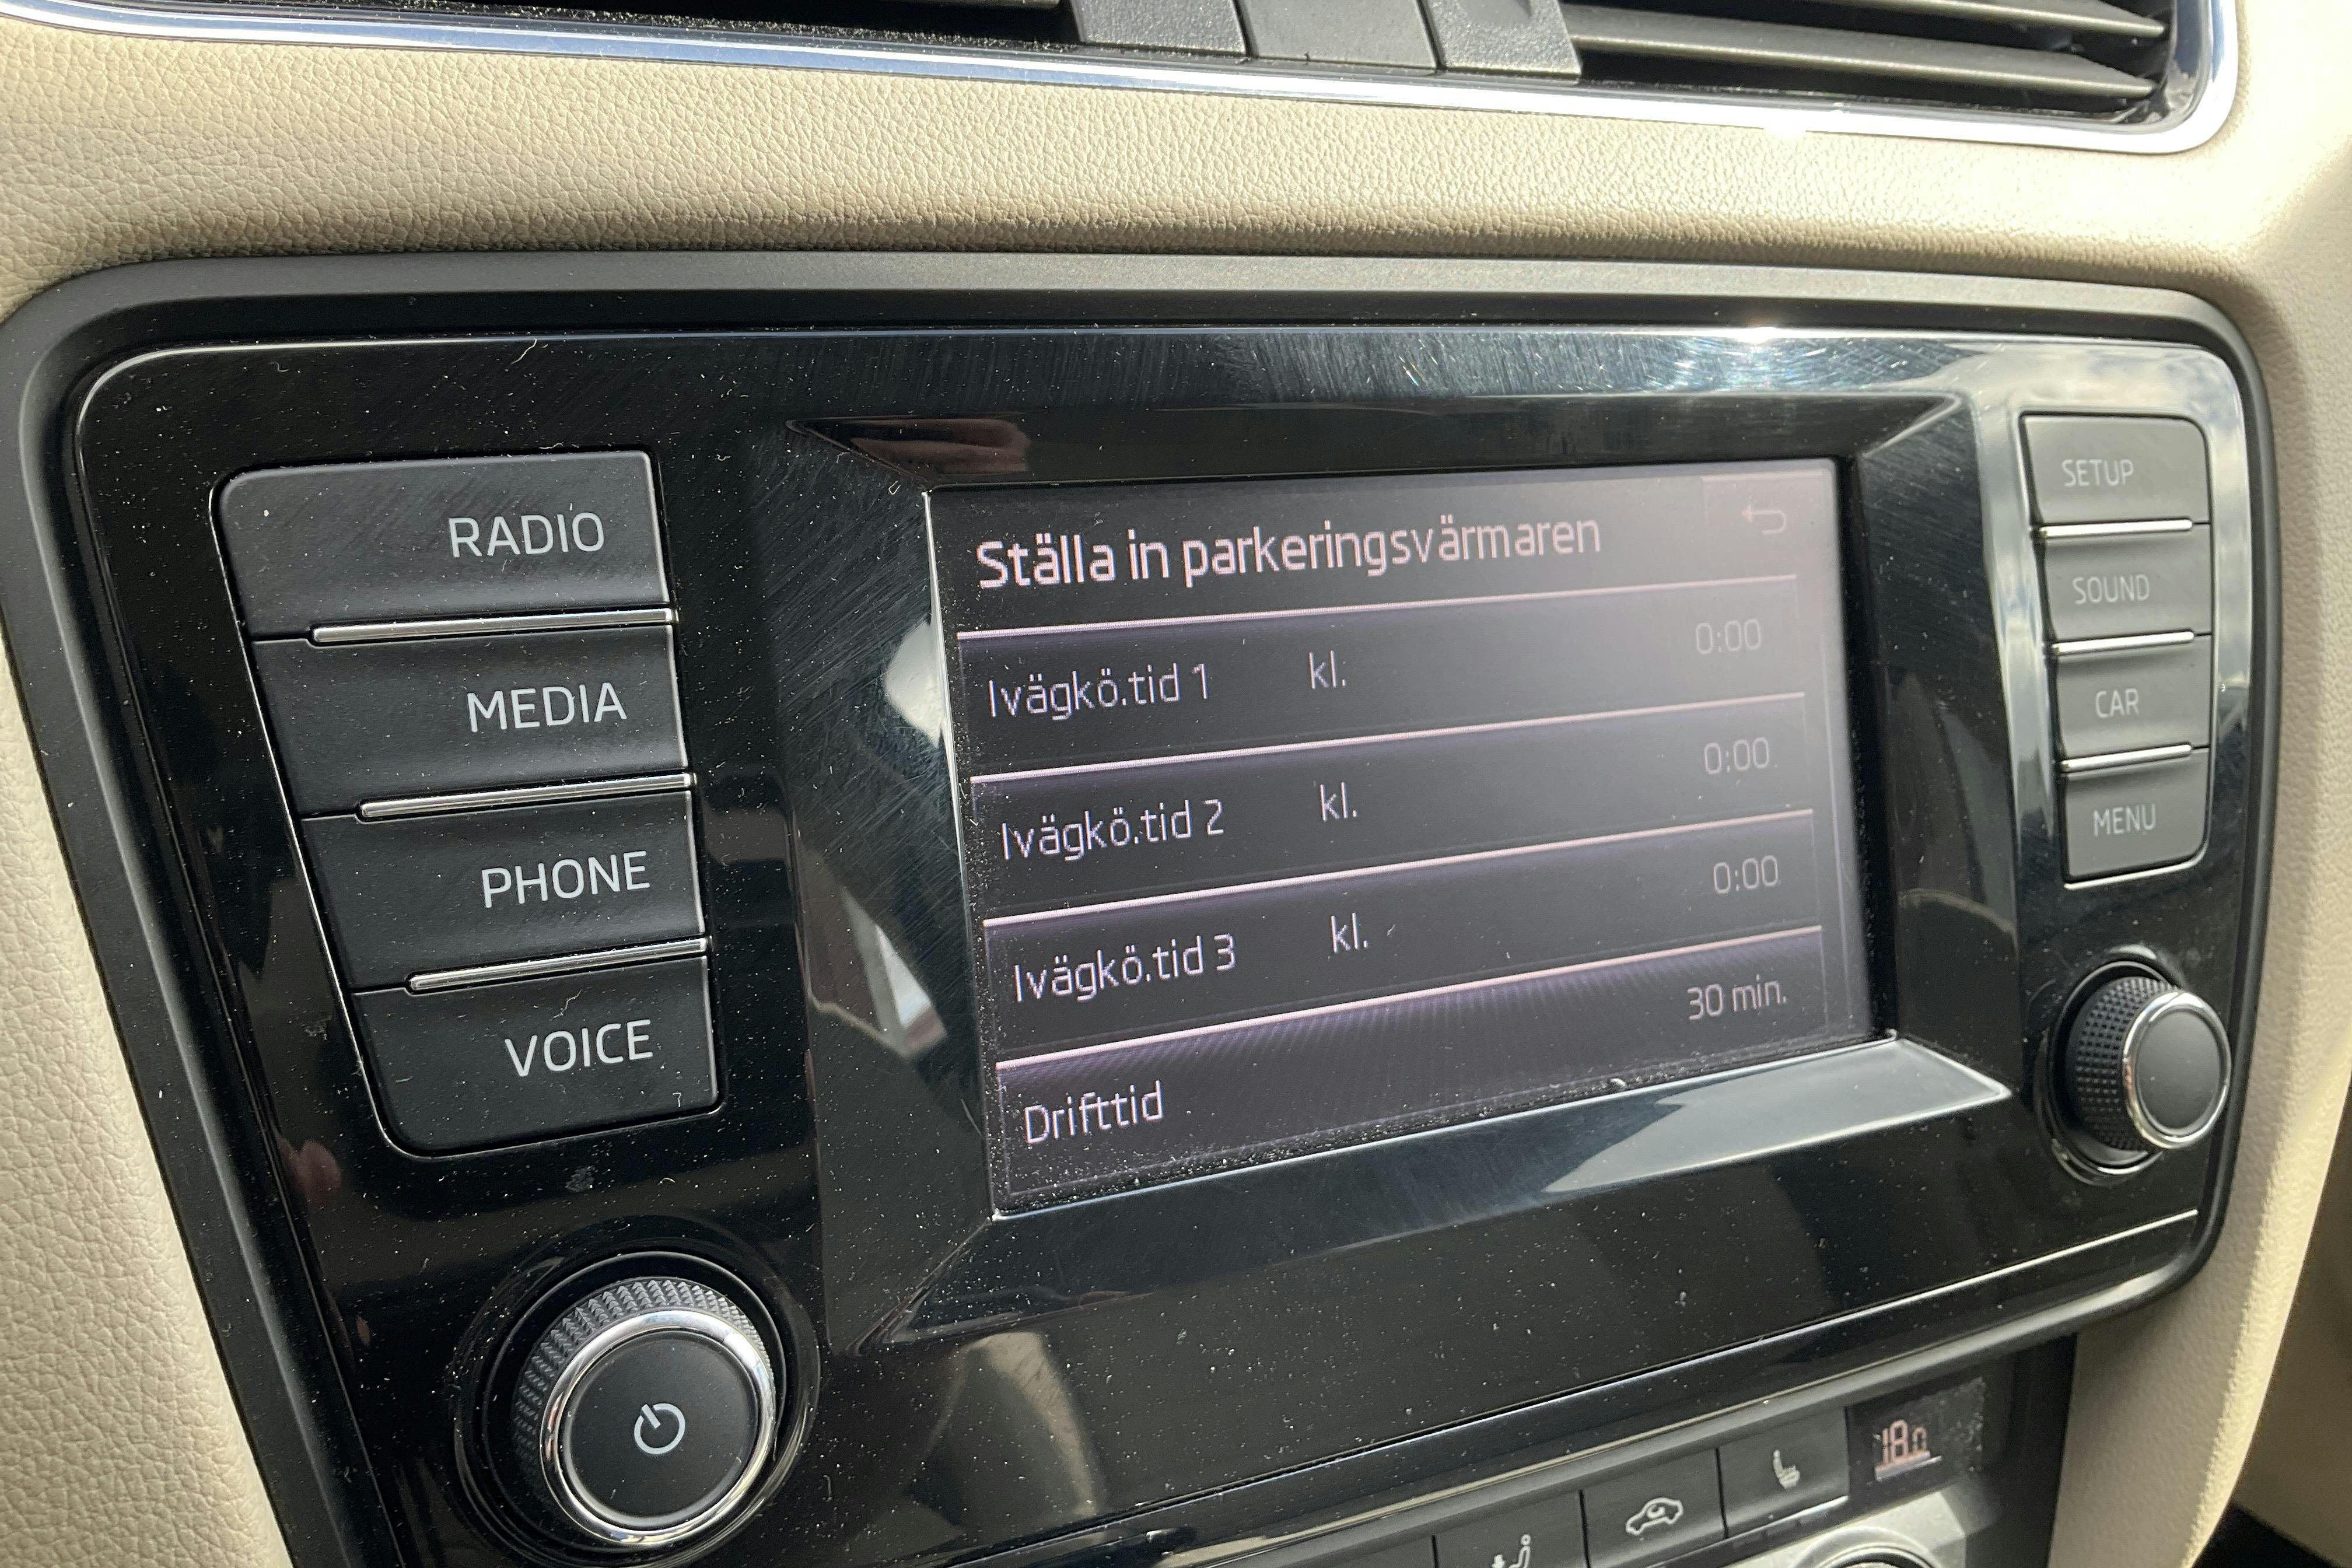 RADIO
MEDIA
PHONE
VOICE
Ställa in parkeringsvärmaren
Ivägkö.tid 1 kl. 0:00
Ivägkö.tid 2 kl. 0:00
Ivägkö.tid 3 kl. 0:00
Drifttid 30 min.
SETUP
SOUND
CAR
MENU
18.0